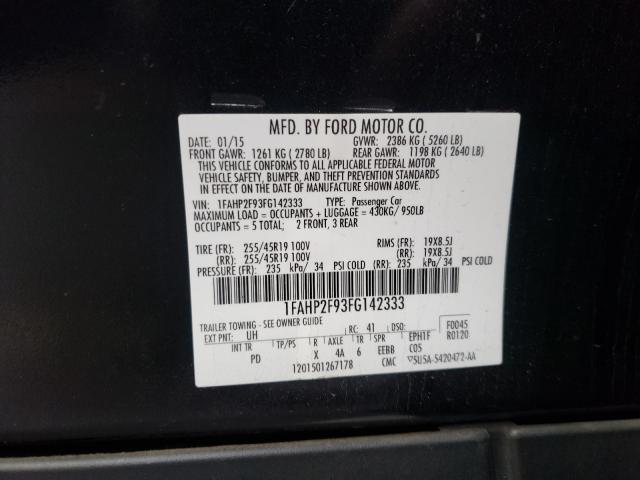 MFD. BY FORD MOTOR CO.
DATE: 01/15 GVWR: 2386 KG ( 5260 LB)
FRONT GAWR: 1261 KG ( 2780 LB) REAR GAWR: 1198 KG ( 2640 LB)
THIS VEHICLE CONFORMS TO ALL APPLICABLE FEDERAL MOTOR
VEHICLE SAFETY, BUMPER, AND THEFT PREVENTION STANDARDS
IN EFFECT ON THE DATE OF MANUFACTURE SHOWN ABOVE.
VIN: 1FAHP2F93FG142333 TYPE: Passenger Car
MAXIMUM LOAD = OCCUPANTS + LUGGAGE = 430KG/ 950LB
OCCUPANTS = 5 TOTAL; 2 FRONT, 3 REAR
TIRE (FR): 255/45R19 100V RIMS (FR): 19X8.5J
(RR): 255/45R19 100V (RR): 19X8.5J
PRESSURE (FR): 235 kPa/ 34 PSI COLD (RR): 235 kPa/ 34 PSI COLD
1FAHP2F93FG142333
TRAILER TOWING - SEE OWNER GUIDE
EXT PNT: UH RC: 41 DSO: F0045
INT TR TP/PS R AXLE TR SPR EPH1F R0120
PD X 4A 6 EEBB COS
1201501267178 CMC ▽5U5A-5420472-AA